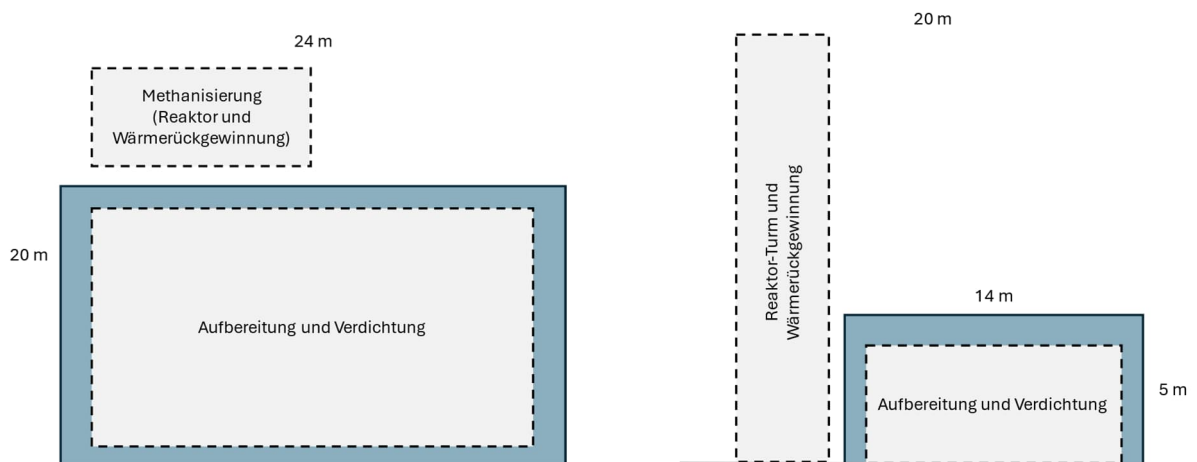 24 m
Methanisierung
(Reaktor und
Wärmerückgewinnung)
20 m
Aufbereitung und Verdichtung
20 m
Reaktor-Turm und
Wärmerückgewinnung
14 m
Aufbereitung und Verdichtung
5 m